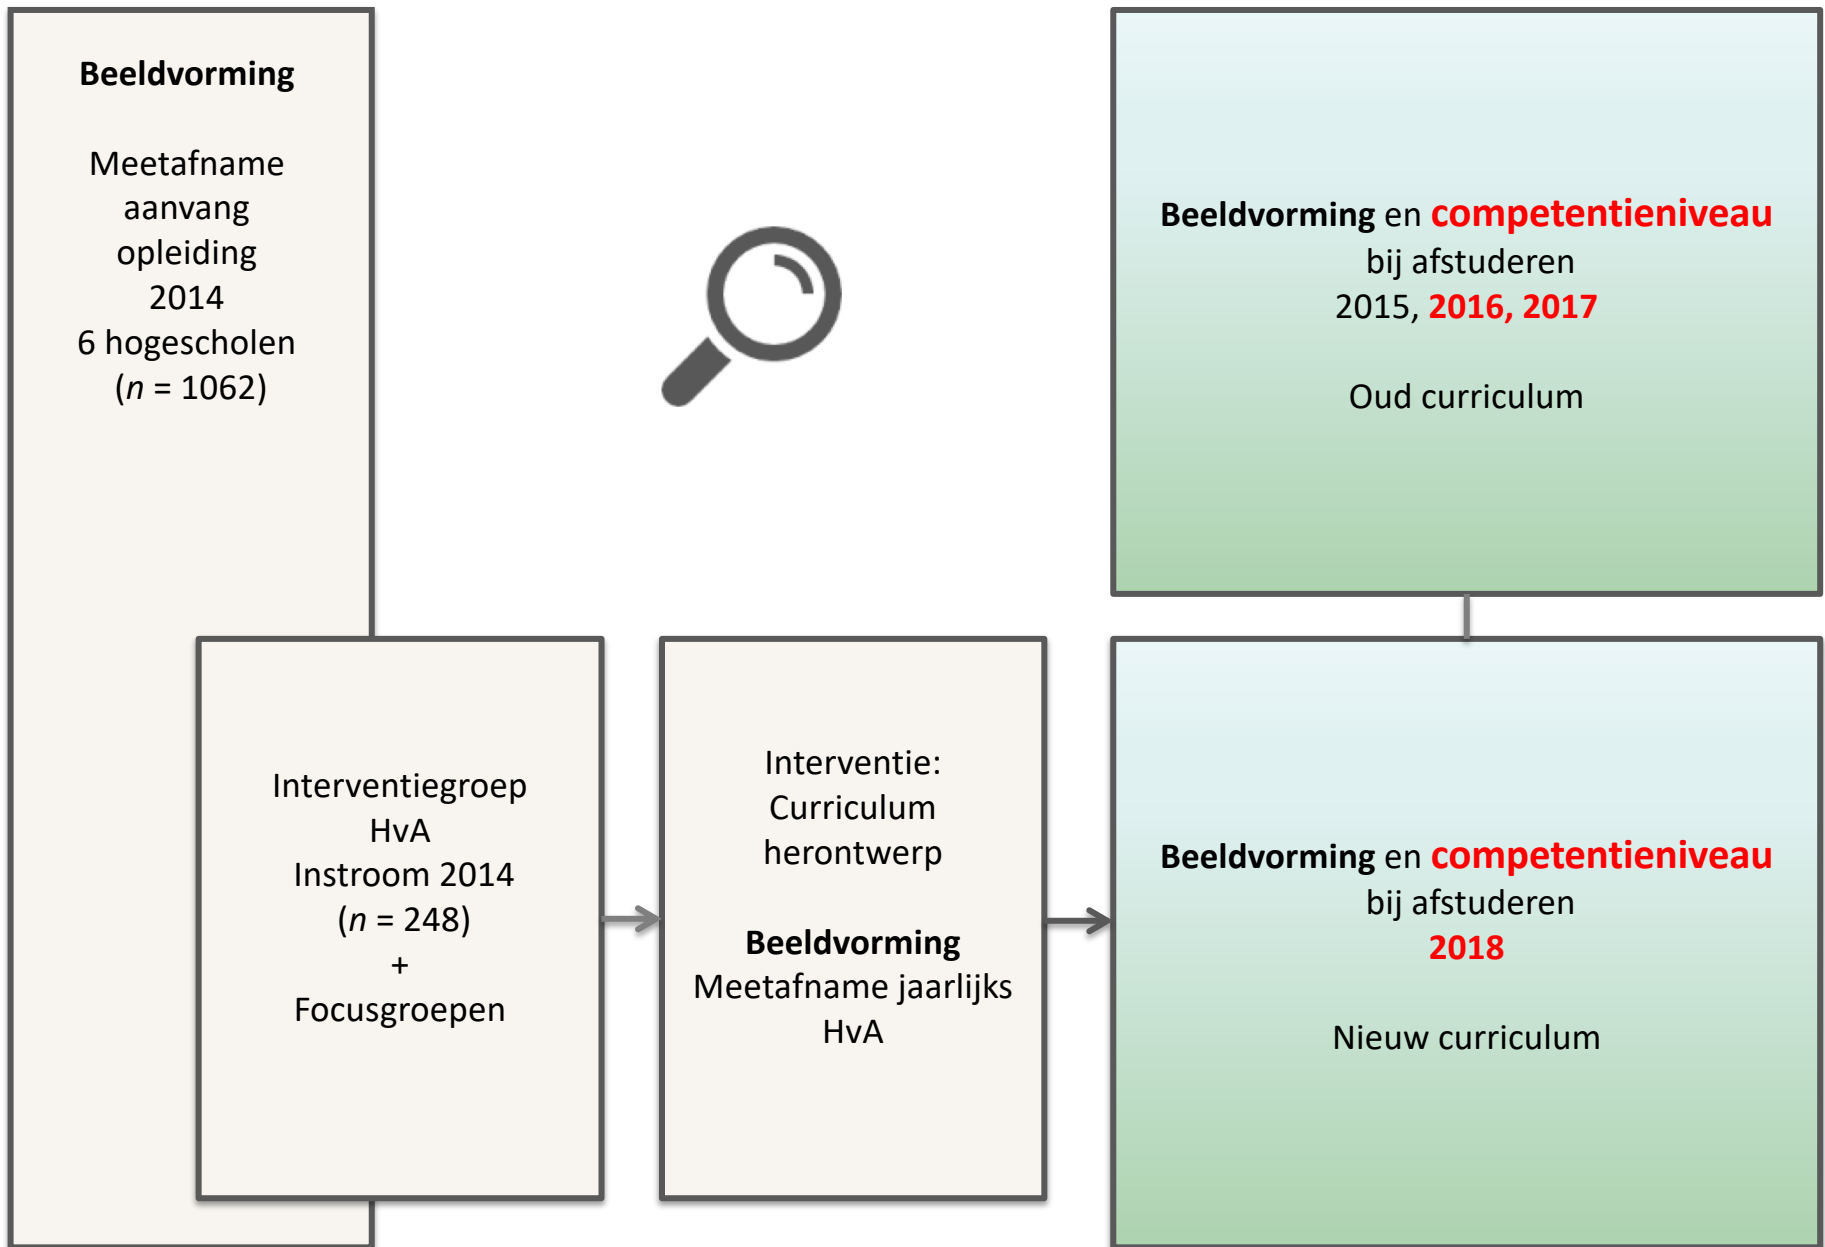 Beeldvorming
Meetafname
aanvang
opleiding
2014
6 hogescholen
(n = 1062)
Interventiegroep
HvA
Instroom 2014
(n = 248)
+
Focusgroepen
Interventie:
Curriculum
herontwerp
Beeldvorming
Meetafname jaarlijks
HvA
Beeldvorming en competentieniveau
bij afstuderen
2015, 2016, 2017
Oud curriculum
Beeldvorming en competentieniveau
bij afstuderen
2018
Nieuw curriculum